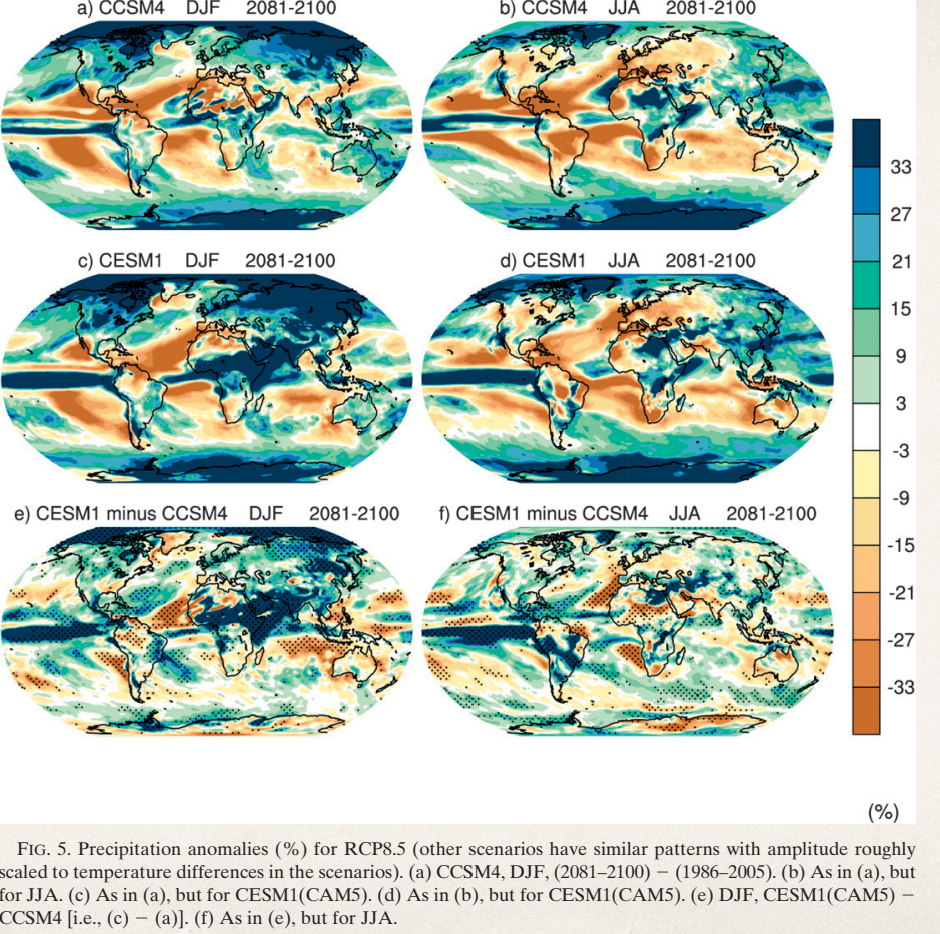 a) CCSM4 DJF 2081-2100
b) CCSM4 JJA 2081-2100
c) CESM1 DJF 2081-2100
d) CESM1 JJA 2081-2100
e) CESM1 minus CCSM4 DJF 2081-2100
f) CESM1 minus CCSM4 JJA 2081-2100
33
27
21
15
9
3
-3
-9
-15
-21
-27
-33
(%)
FIG. 5. Precipitation anomalies (%) for RCP8.5 (other scenarios have similar patterns with amplitude roughly
scaled to temperature differences in the scenarios). (a) CCSM4, DJF, (2081–2100) − (1986–2005). (b) As in (a), but
for JJA. (c) As in (a), but for CESM1(CAM5). (d) As in (b), but for CESM1(CAM5). (e) DJF, CESM1(CAM5) −
CCSM4 [i.e., (c) − (a)]. (f) As in (e), but for JJA.